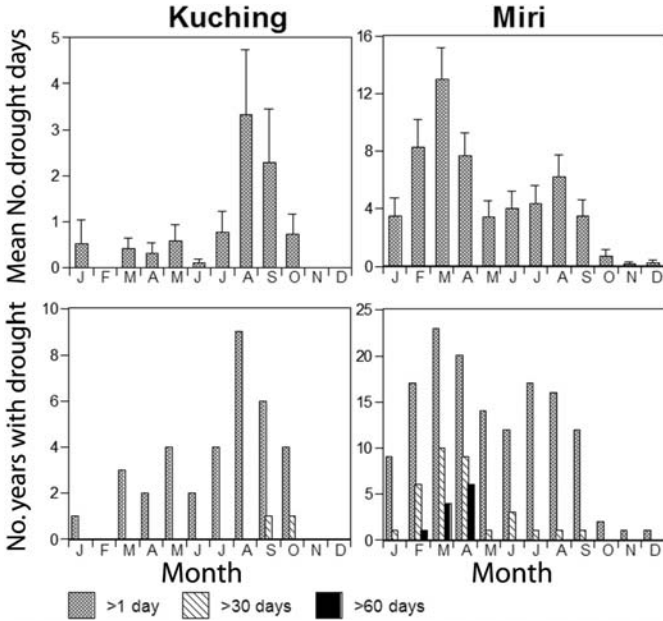 Kuching Miri
Mean No. drought days
5
4
3
2
1
0
J F M A M J J A S O N D
16
12
8
4
0
J F M A M J J A S O N D
No. years with drought
10
8
6
4
2
0
J F M A M J J A S O N D
25
20
15
10
5
0
J F M A M J J A S O N D
Month Month
>1 day >30 days >60 days